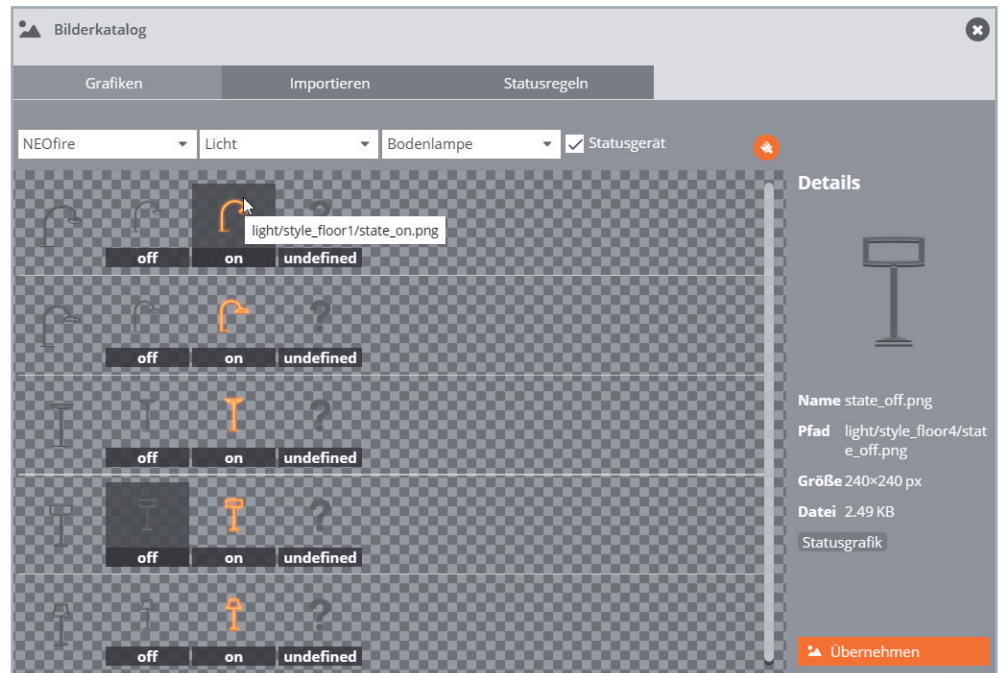 Bilderkatalog
Grafiken Importieren Statusregeln
NEOfire Licht Bodenlampe Statusgerät
Details
light/style_floor1/state_on.png
off on undefined
off on undefined
Name state_off.png
Pfad light/style_floor4/stat
e_off.png
off on undefined
Größe 240×240 px
Datei 2.49 KB
Statusgrafik
off on undefined
Übernehmen
off on undefined